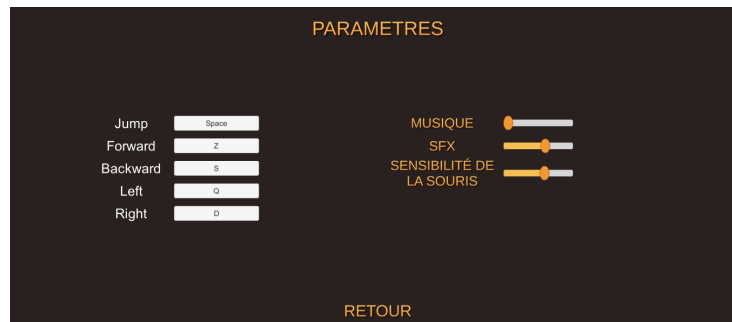 PARAMETRES
Jump Space
Forward Z
Backward S
Left Q
Right D
MUSIQUE
SFX
SENSIBILITÉ DE
LA SOURIS
RETOUR